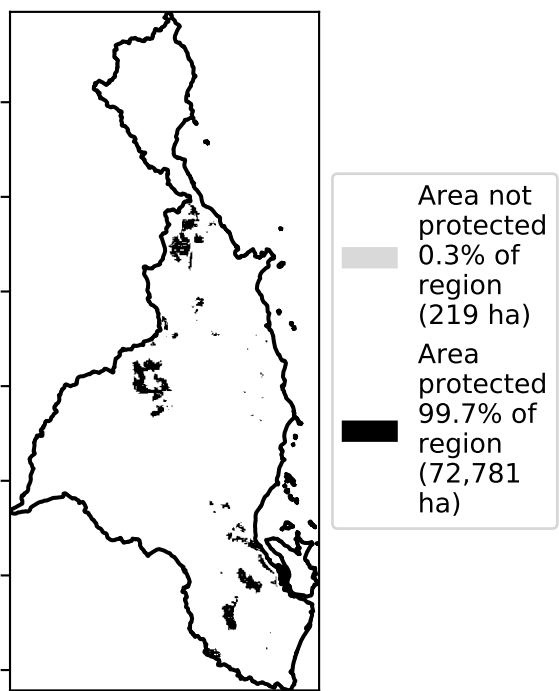 Area not
protected
0.3% of
region
(219 ha)
Area
protected
99.7% of
region
(72,781
ha)